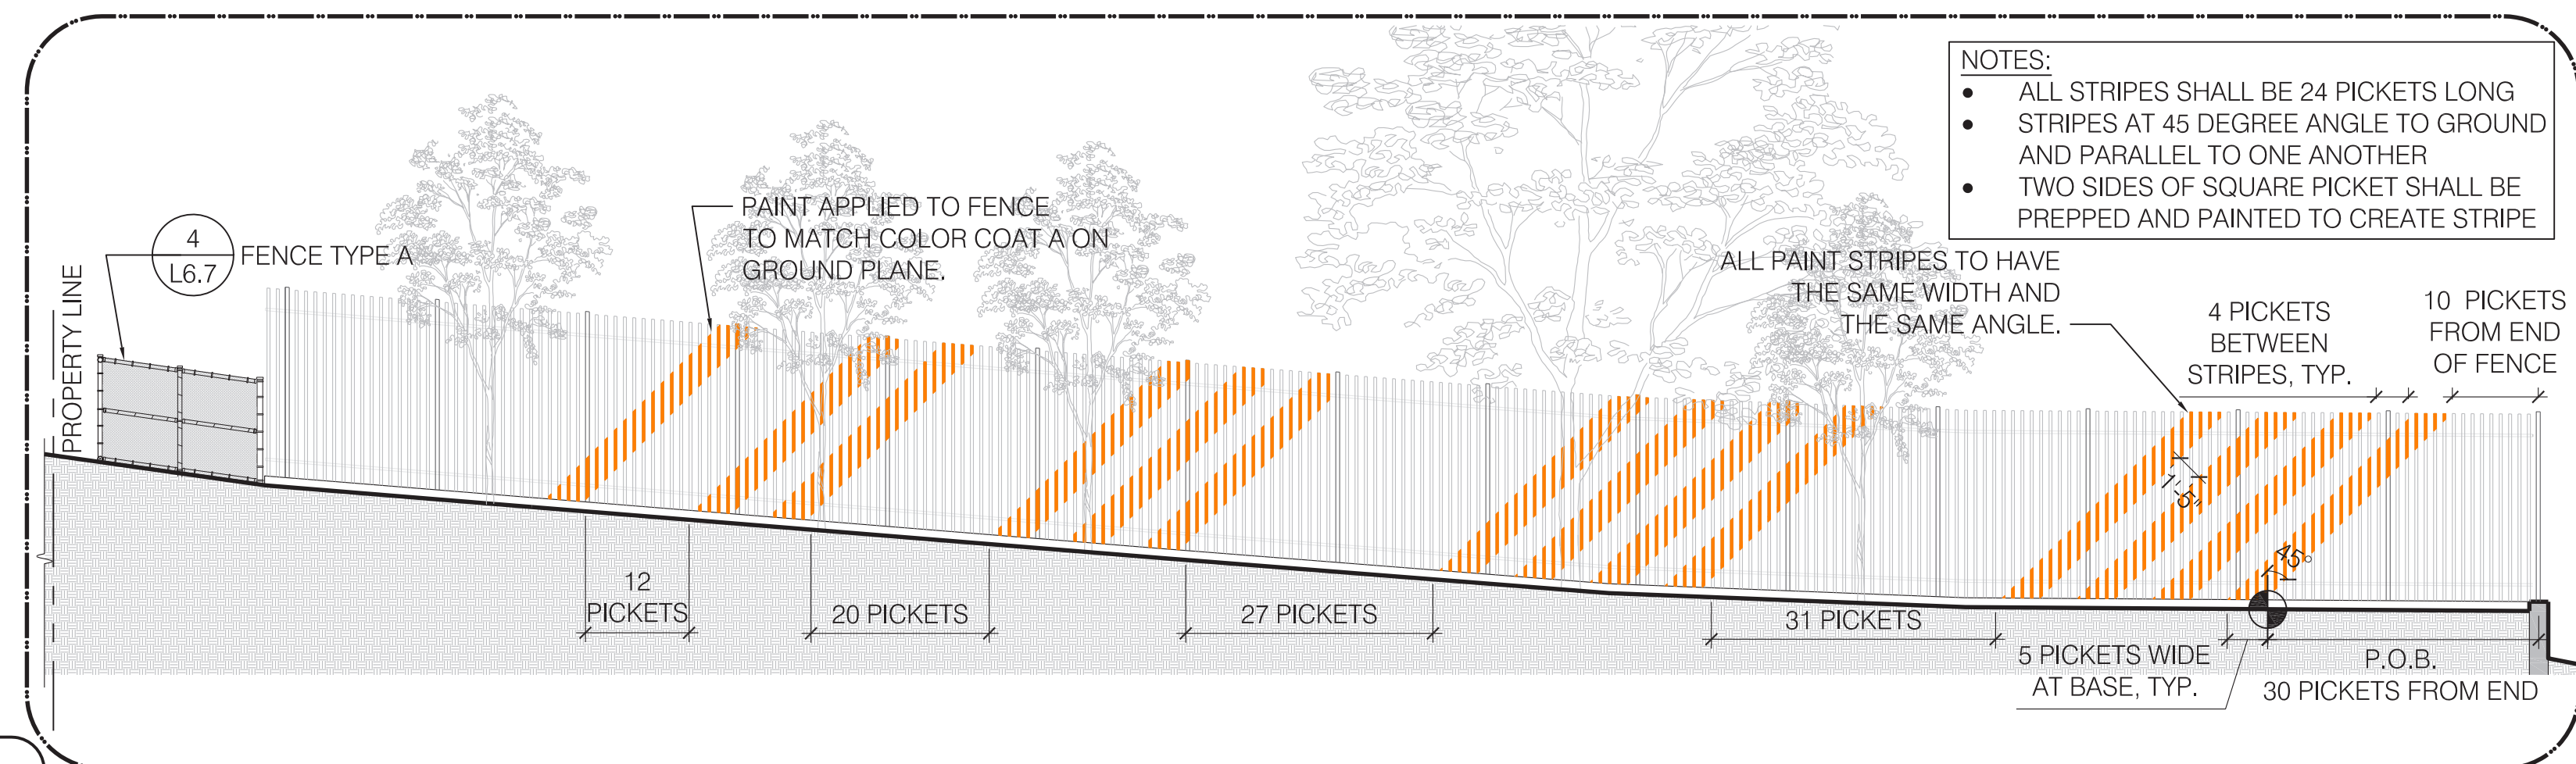 NOTES:
● ALL STRIPES SHALL BE 24 PICKETS LONG
● STRIPES AT 45 DEGREE ANGLE TO GROUND
AND PARALLEL TO ONE ANOTHER
● TWO SIDES OF SQUARE PICKET SHALL BE
PREPPED AND PAINTED TO CREATE STRIPE
PROPERTY LINE
4
L6.7
FENCE TYPE A
PAINT APPLIED TO FENCE
TO MATCH COLOR COAT A ON
GROUND PLANE.
ALL PAINT STRIPES TO HAVE
THE SAME WIDTH AND
THE SAME ANGLE.
4 PICKETS
BETWEEN
STRIPES, TYP.
10 PICKETS
FROM END
OF FENCE
1'-5"
45°
12
PICKETS
20 PICKETS
27 PICKETS
31 PICKETS
5 PICKETS WIDE
AT BASE, TYP.
P.O.B.
30 PICKETS FROM END